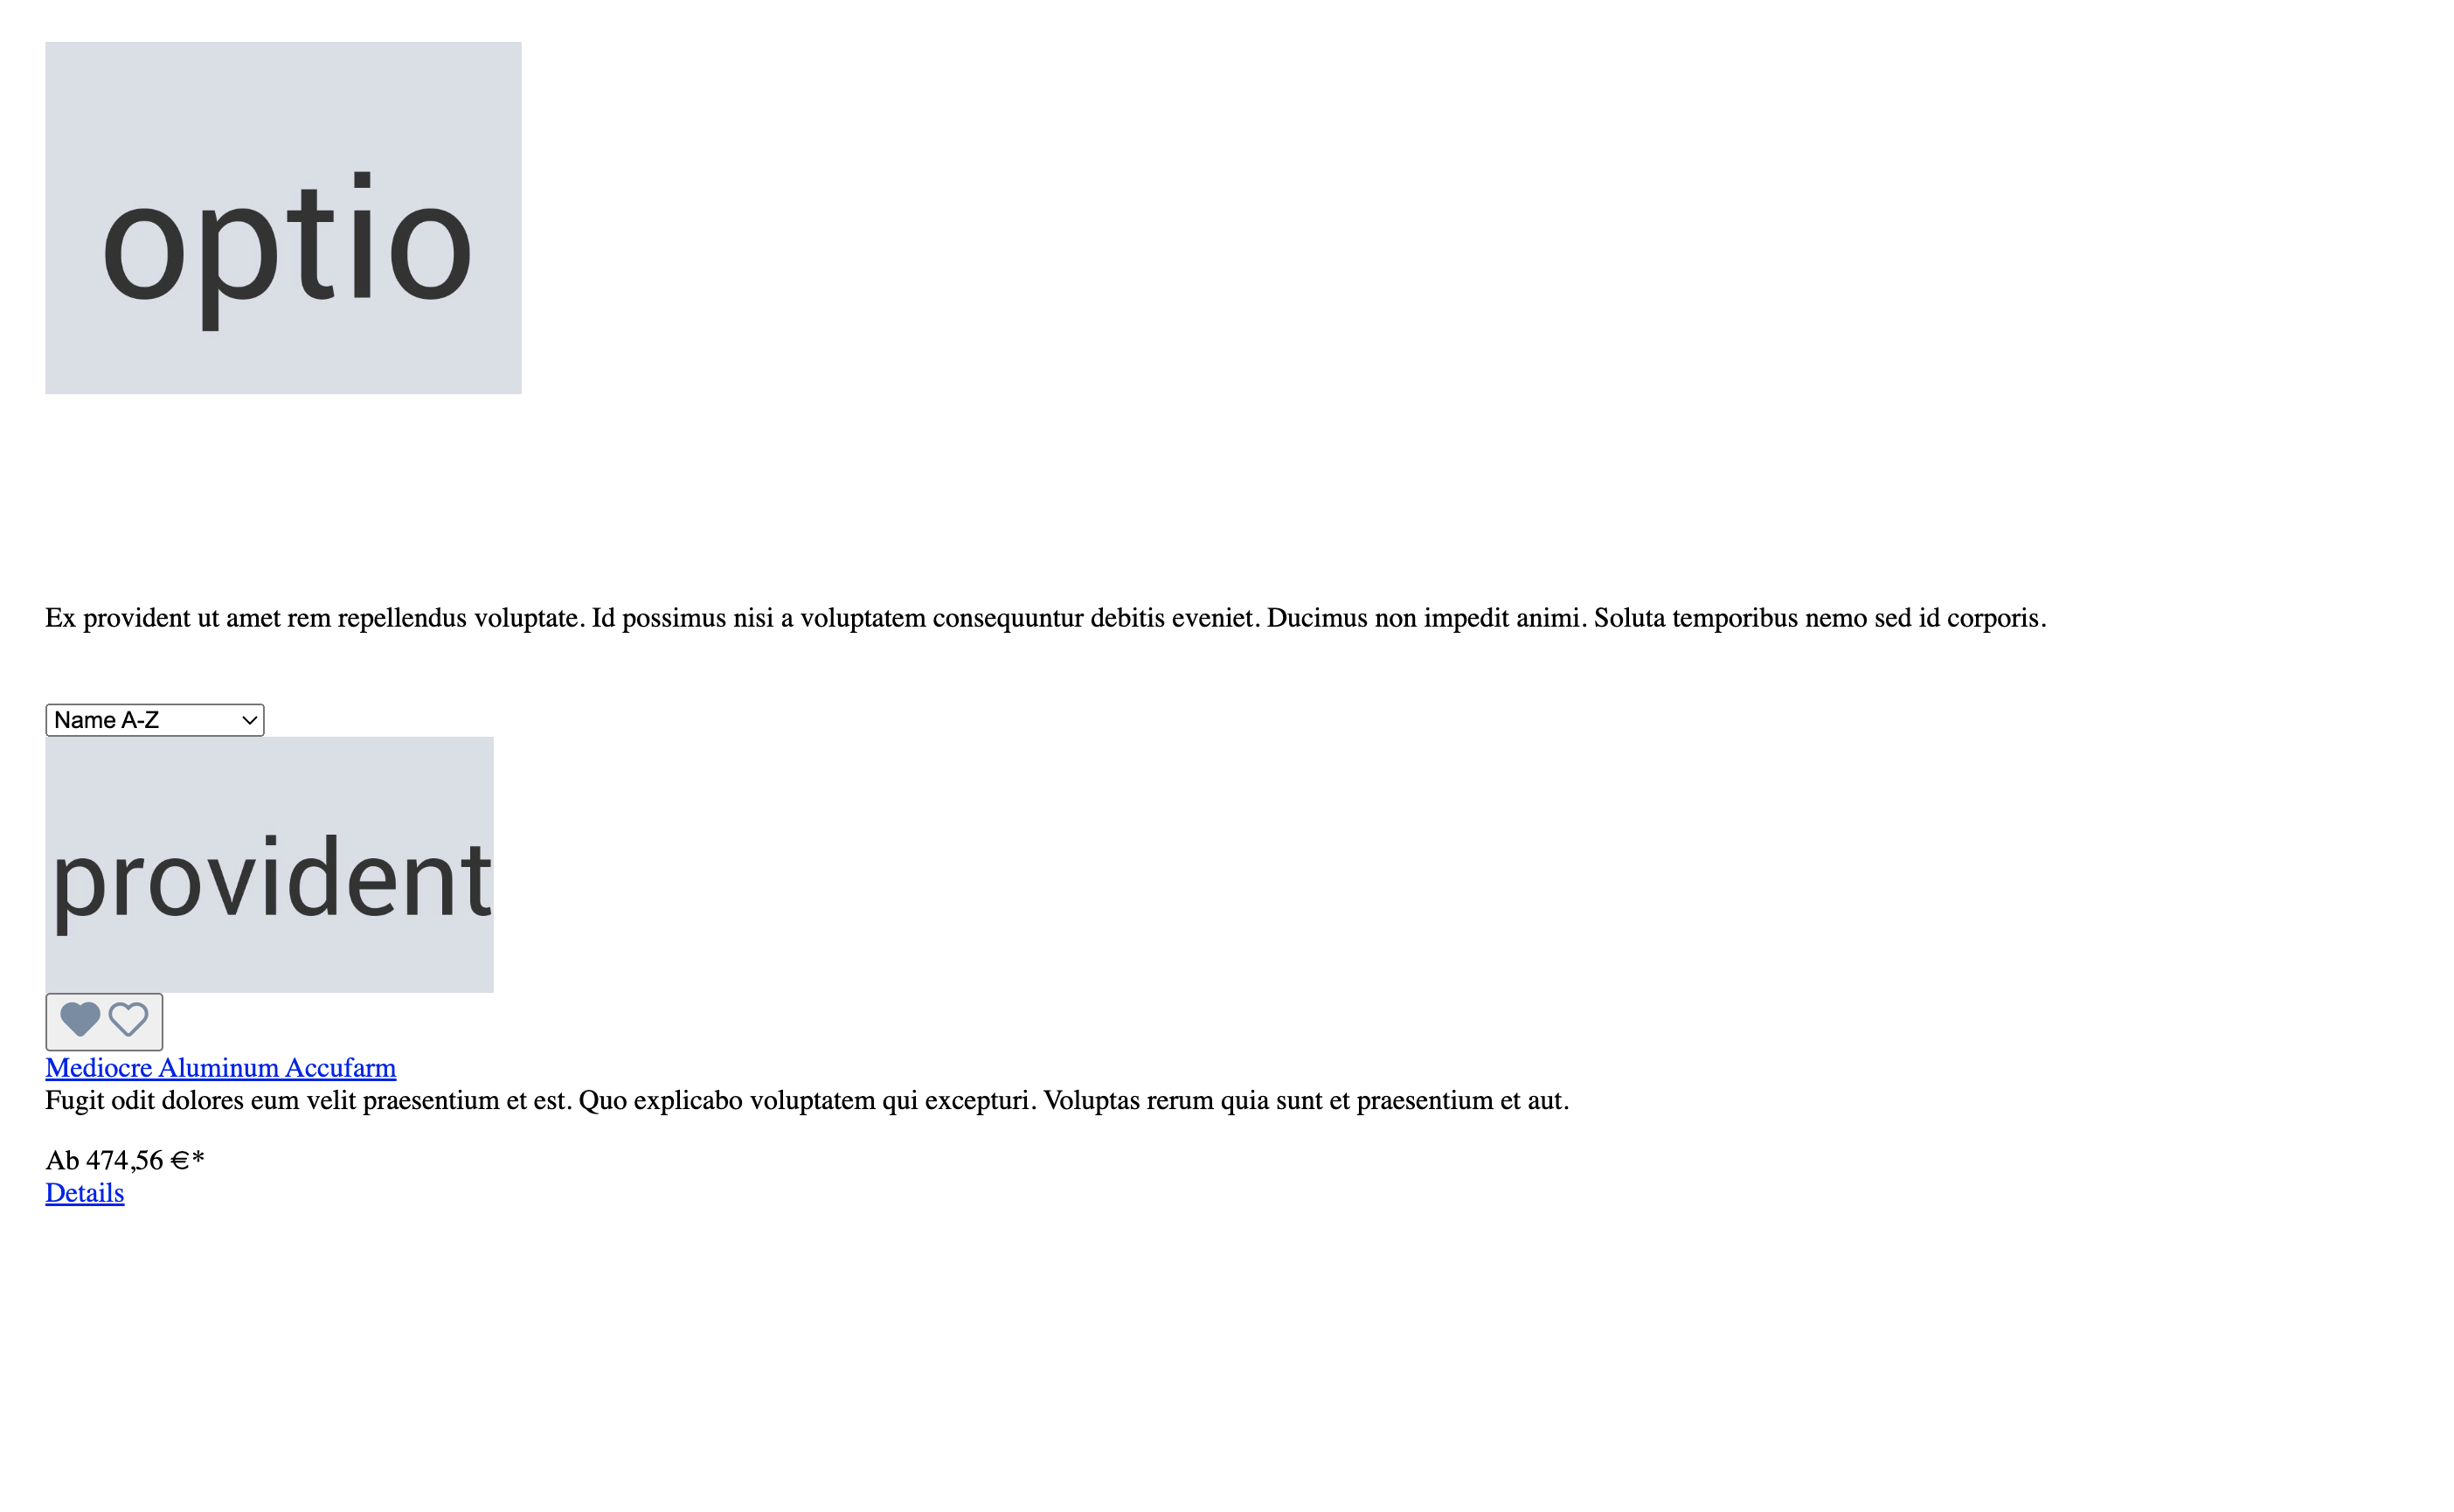 optio
Ex provident ut amet rem repellendus voluptate. Id possimus nisi a voluptatem consequuntur debitis eveniet. Ducimus non impedit animi. Soluta temporibus nemo sed id corporis.
Name A-Z
provident
Mediocre Aluminum Accufarm
Fugit odit dolores eum velit praesentium et est. Quo explicabo voluptatem qui excepturi. Voluptas rerum quia sunt et praesentium et aut.
Ab 474,56 €*
Details